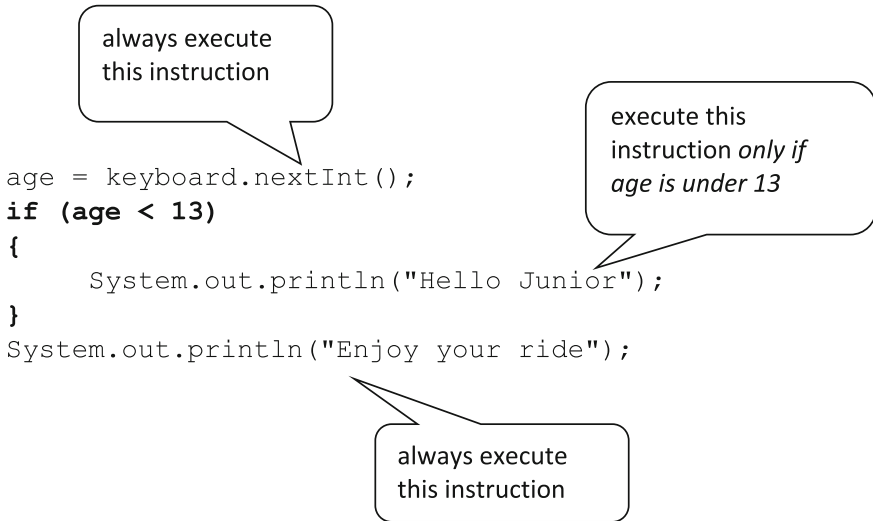 always execute
this instruction
execute this
instruction only if
age is under 13
age = keyboard.nextInt();
if (age < 13)
{
System.out.println("Hello Junior");
}
System.out.println("Enjoy your ride");
always execute
this instruction